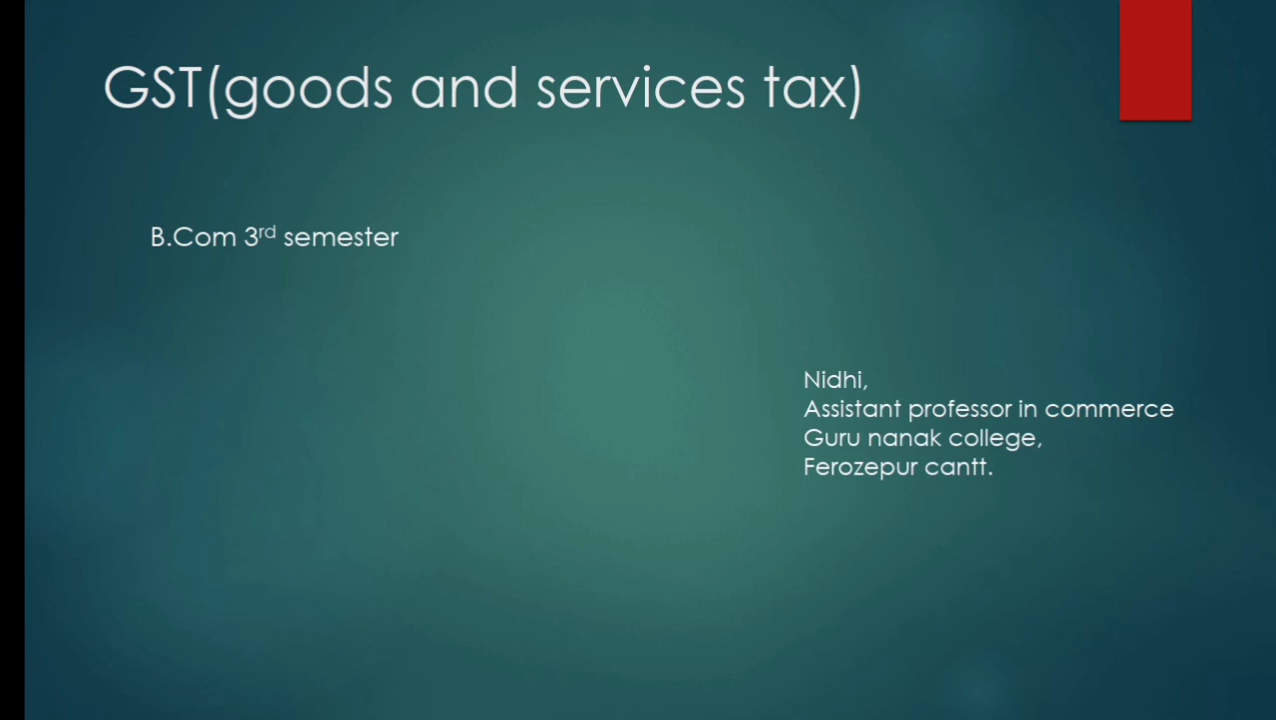 GST(goods and services tax)
B.Com 3rd semester
Nidhi,
Assistant professor in commerce
Guru nanak college,
Ferozepur cantt.